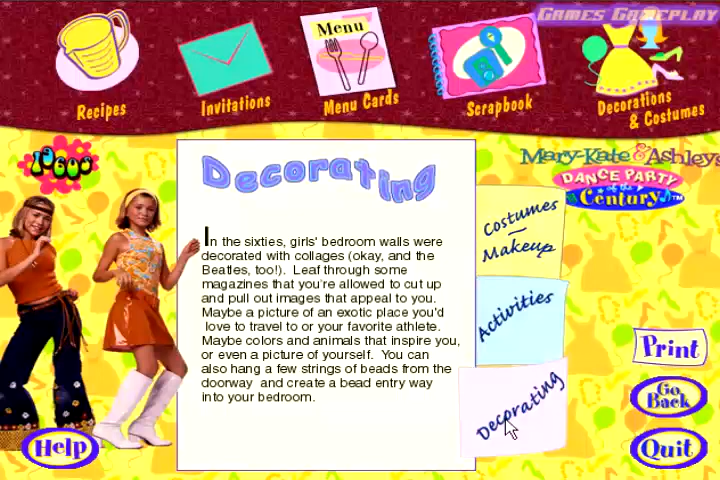 Games Gameplay
Menu
Recipes
Invitations
Menu Cards
Scrapbook
Decorations
& Costumes
1960s
Mary-Kate & Ashley's
DANCE PARTY
of the
Century
Decorating
In the sixties, girls' bedroom walls were
decorated with collages (okay, and the
Beatles, too!). Leaf through some
magazines that you're allowed to cut up
and pull out images that appeal to you.
Maybe a picture of an exotic place you'd
love to travel to or your favorite athlete.
Maybe colors and animals that inspire you,
or even a picture of yourself. You can
also hang a few strings of beads from the
doorway and create a bead entry way
into your bedroom.
Costumes
~
Makeup
Activities
Decorating
Print
Go
Back
Help
Quit